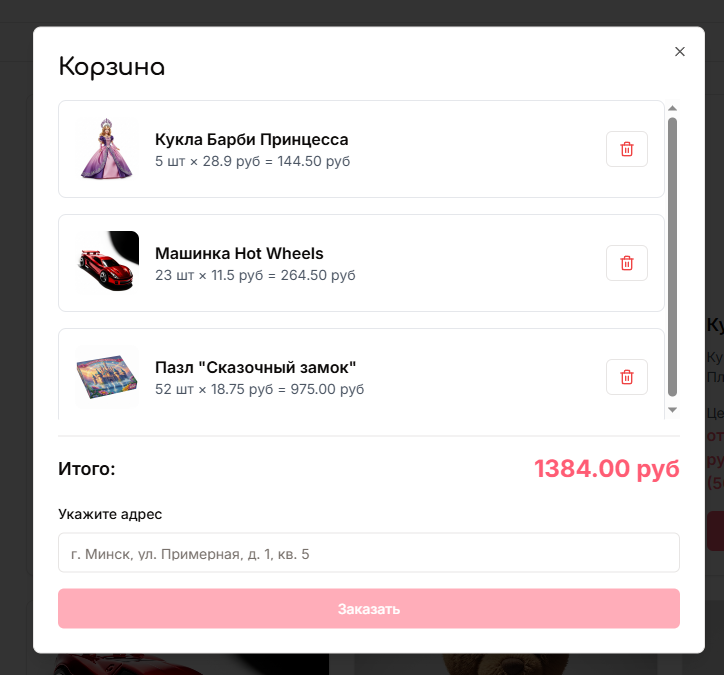 Корзина
Кукла Барби Принцесса
5 шт × 28.9 руб = 144.50 руб
Машинка Hot Wheels
23 шт × 11.5 руб = 264.50 руб
Пазл "Сказочный замок"
52 шт × 18.75 руб = 975.00 руб
Итого:
1384.00 руб
Укажите адрес
г. Минск, ул. Примерная, д. 1, кв. 5
Заказать